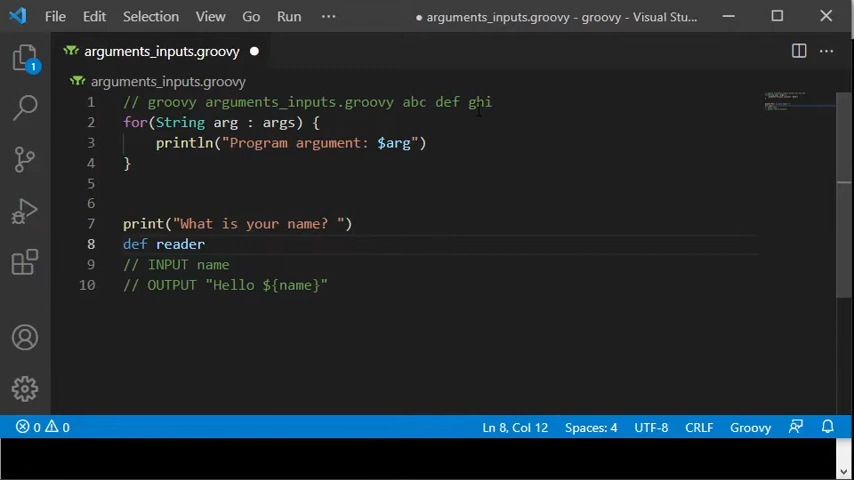 File Edit Selection View Go Run ··· ● arguments_inputs.groovy - groovy - Visual Stu...
arguments_inputs.groovy ●
arguments_inputs.groovy
1 // groovy arguments_inputs.groovy abc def ghi
2 for(String arg : args) {
3 println("Program argument: $arg")
4 }
5
6
7 print("What is your name? ")
8 def reader
9 // INPUT name
10 // OUTPUT "Hello ${name}"
1
0 0 Ln 8, Col 12 Spaces: 4 UTF-8 CRLF Groovy